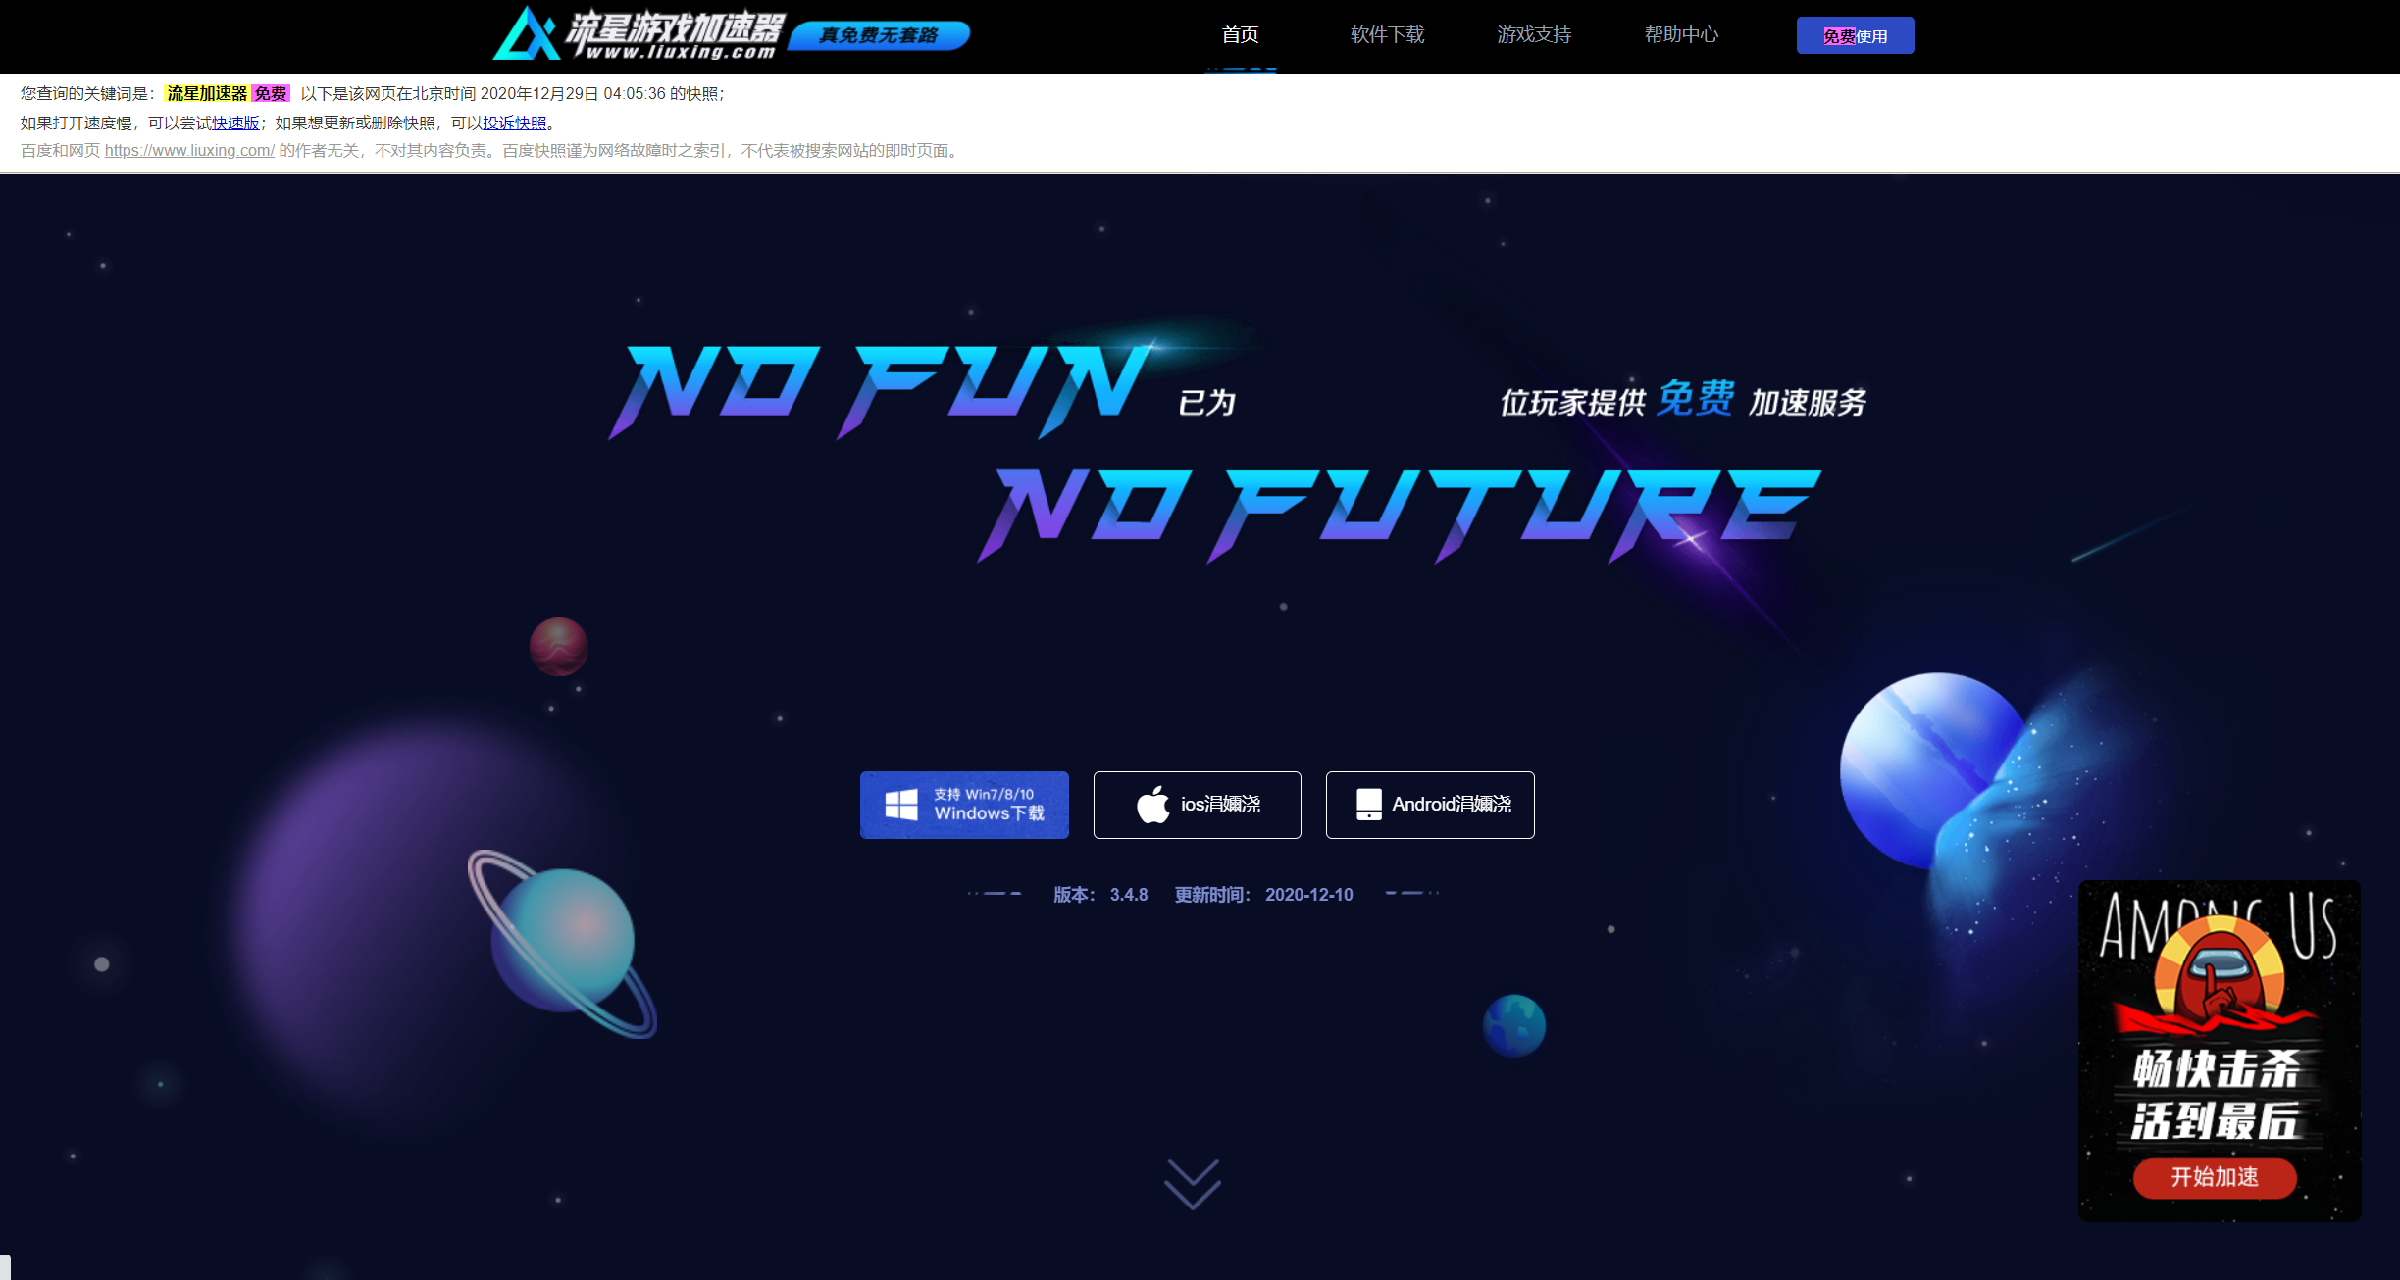 流星游戏加速器
www.liuxing.com
真免费无套路
首页
软件下载
游戏支持
帮助中心
免费使用
您查询的关键词是：流星加速器 免费 以下是该网页在北京时间 2020年12月29日 04:05:36 的快照；
如果打开速度慢，可以尝试快速版；如果想更新或删除快照，可以投诉快照。
百度和网页 https://www.liuxing.com/ 的作者无关，不对其内容负责。百度快照谨为网络故障时之索引，不代表被搜索网站的即时页面。
NO FUN
已为 位玩家提供 免费 加速服务
NO FUTURE
支持 Win7/8/10
Windows下载
ios涓嬭浇
Android涓嬭浇
版本： 3.4.8 更新时间： 2020-12-10
AMONG US
畅快击杀
活到最后
开始加速